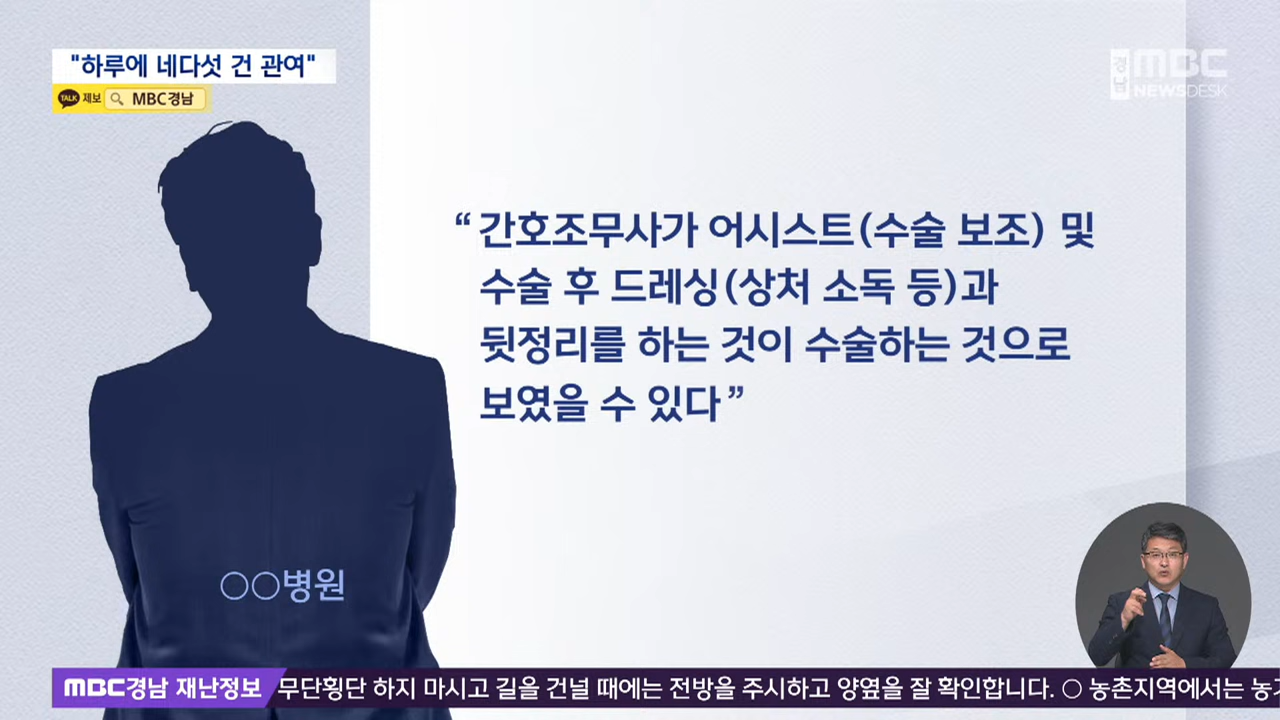 "하루에 네다섯 건 관여"
TALK 제보 MBC경남
경남 MBC
NEWSDESK
“간호조무사가 어시스트(수술 보조) 및
수술 후 드레싱(상처 소독 등)과
뒷정리를 하는 것이 수술하는 것으로
보였을 수 있다”
○○병원
MBC경남 재난정보 무단횡단 하지 마시고 길을 건널 때에는 전방을 주시하고 양옆을 잘 확인합니다. ○ 농촌지역에서는